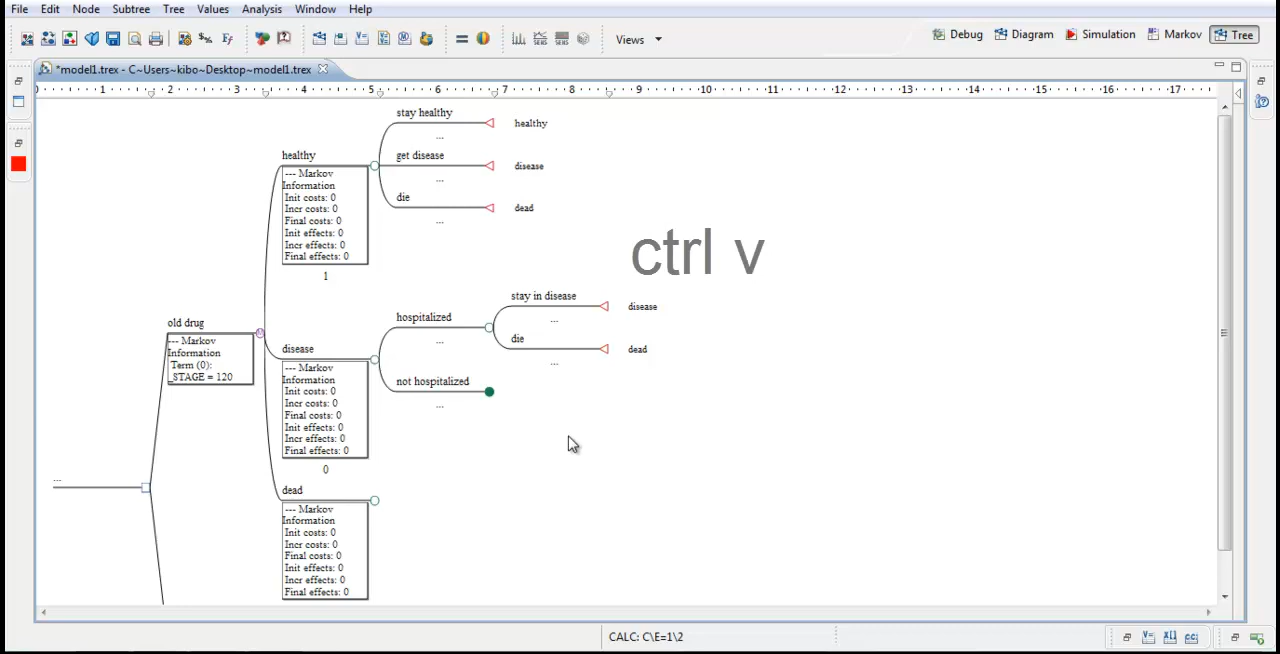 File Edit Node Subtree Tree Values Analysis Window Help
Views
Debug Diagram Simulation Markov Tree
*model1.trex - C~Users~kibo~Desktop~model1.trex
0 1 2 3 4 5 6 7 8 9 10 11 12 13 14 15 16 17
stay healthy
healthy
...
healthy
get disease
disease
--- Markov
Information
Init costs: 0
Incr costs: 0
Final costs: 0
Init effects: 0
Incr effects: 0
Final effects: 0
1
...
die
dead
...
ctrl v
stay in disease
disease
...
hospitalized
...
die
dead
...
old drug
--- Markov
Information
Term (0):
_STAGE = 120
disease
--- Markov
Information
Init costs: 0
Incr costs: 0
Final costs: 0
Init effects: 0
Incr effects: 0
Final effects: 0
0
not hospitalized
...
...
dead
--- Markov
Information
Init costs: 0
Incr costs: 0
Final costs: 0
Init effects: 0
Incr effects: 0
Final effects: 0
CALC: C\E=1\2